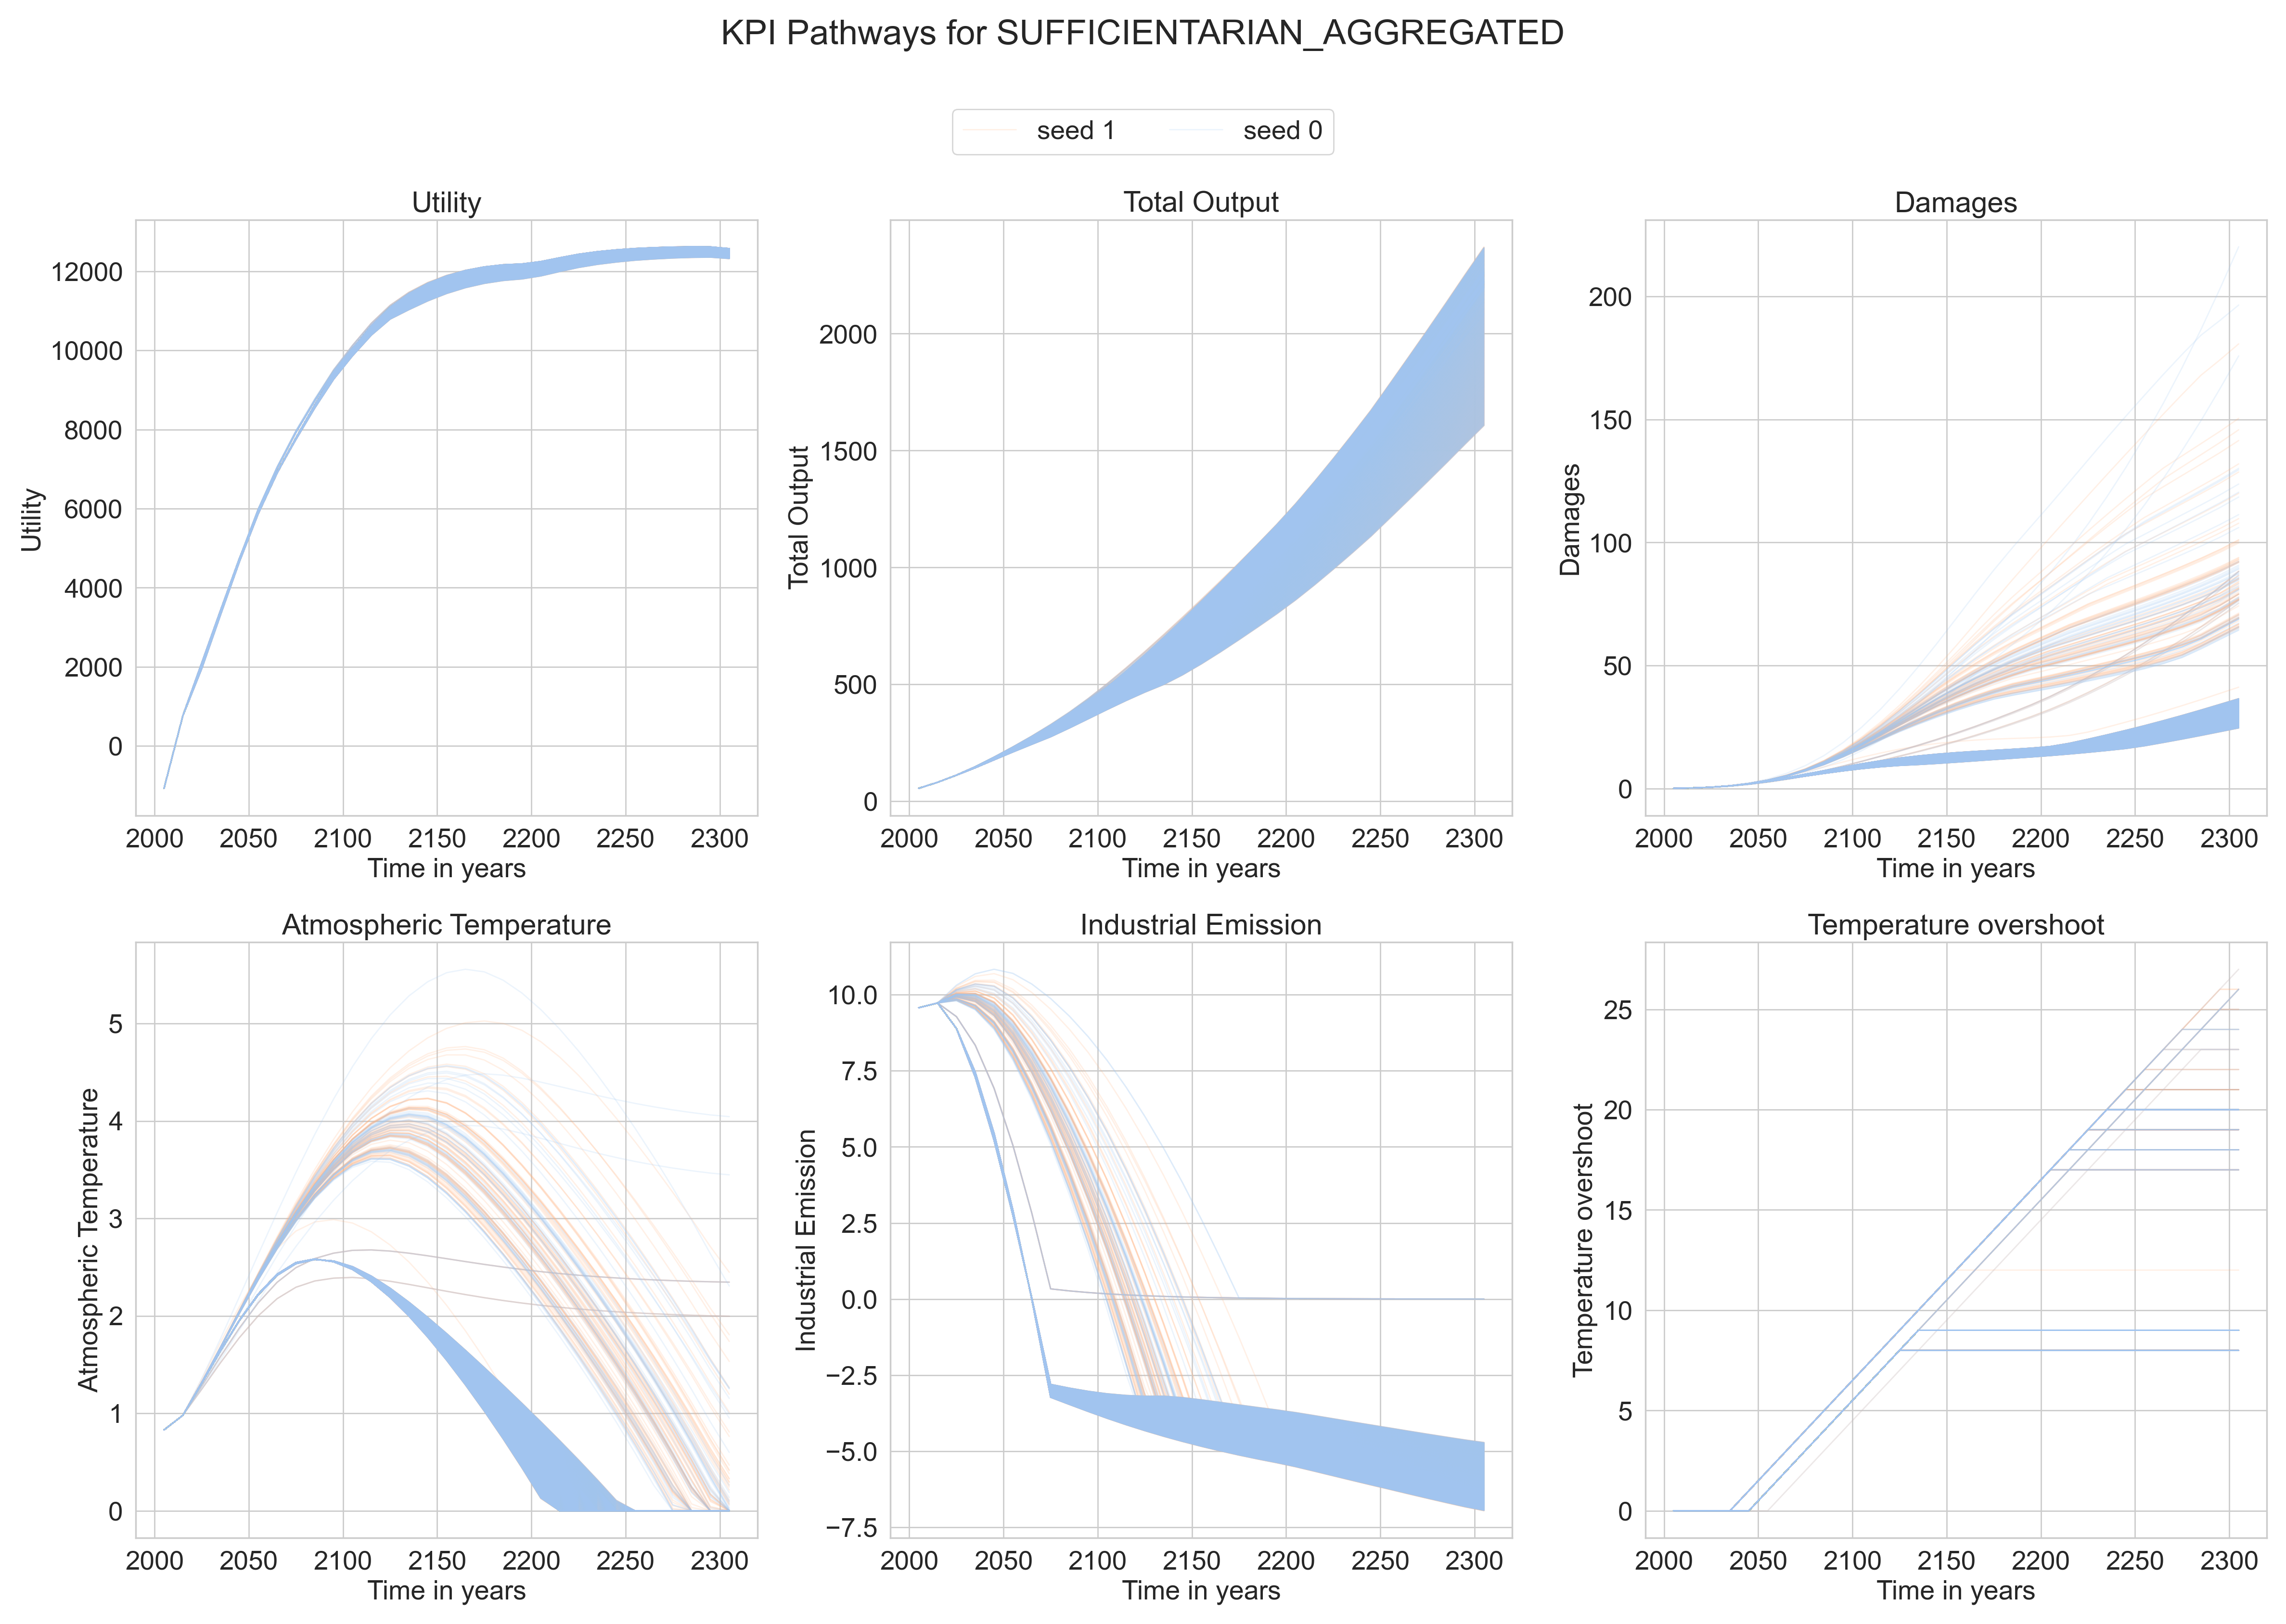 KPI Pathways for SUFFICIENTARIAN_AGGREGATED
seed 1 seed 0
Utility
Utility
12000
10000
8000
6000
4000
2000
0
2000 2050 2100 2150 2200 2250 2300
Time in years
Total Output
Total Output
2000
1500
1000
500
0
2000 2050 2100 2150 2200 2250 2300
Time in years
Damages
Damages
200
150
100
50
0
2000 2050 2100 2150 2200 2250 2300
Time in years
Atmospheric Temperature
Atmospheric Temperature
5
4
3
2
1
0
2000 2050 2100 2150 2200 2250 2300
Time in years
Industrial Emission
Industrial Emission
10.0
7.5
5.0
2.5
0.0
−2.5
−5.0
−7.5
2000 2050 2100 2150 2200 2250 2300
Time in years
Temperature overshoot
Temperature overshoot
25
20
15
10
5
0
2000 2050 2100 2150 2200 2250 2300
Time in years